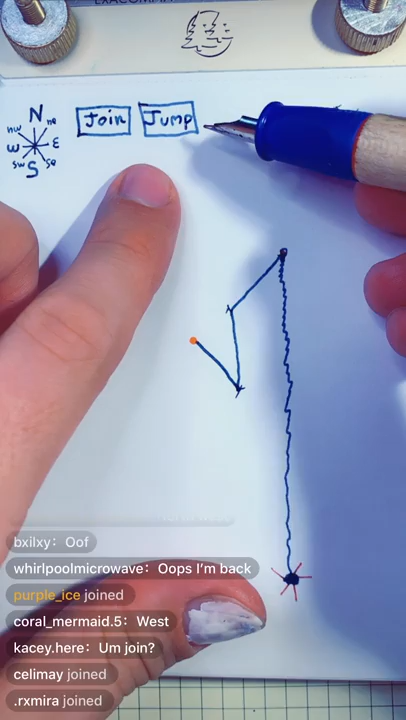 EXACOMPTA
N
nw ne
W E
sw se
S
Join Jump
bxilxy: Oof
whirlpoolmicrowave: Oops I'm back
purple_ice joined
coral_mermaid.5: West
kacey.here: Um join?
celimay joined
.rxmira joined